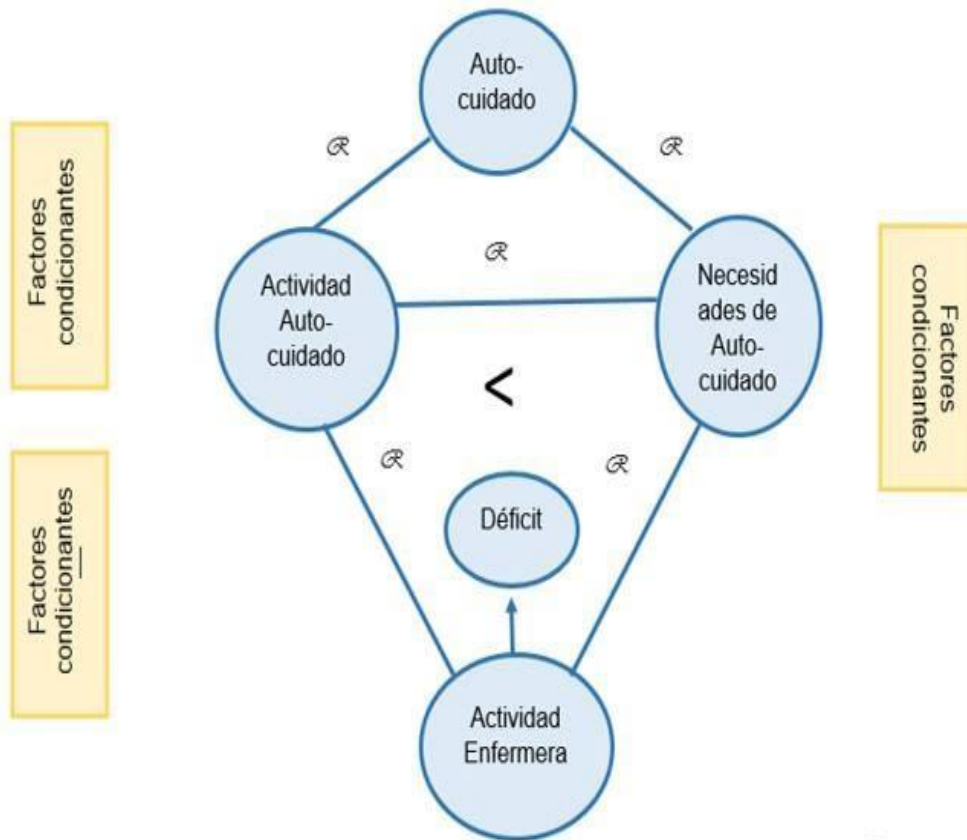 Auto-
cuidado
ℛ
ℛ
Factores
condicionantes
Actividad
Auto-
cuidado
ℛ
Necesid
ades de
Auto-
cuidado
Factores
condicionantes
<
ℛ
ℛ
Factores
condicionantes
Déficit
Actividad
Enfermera